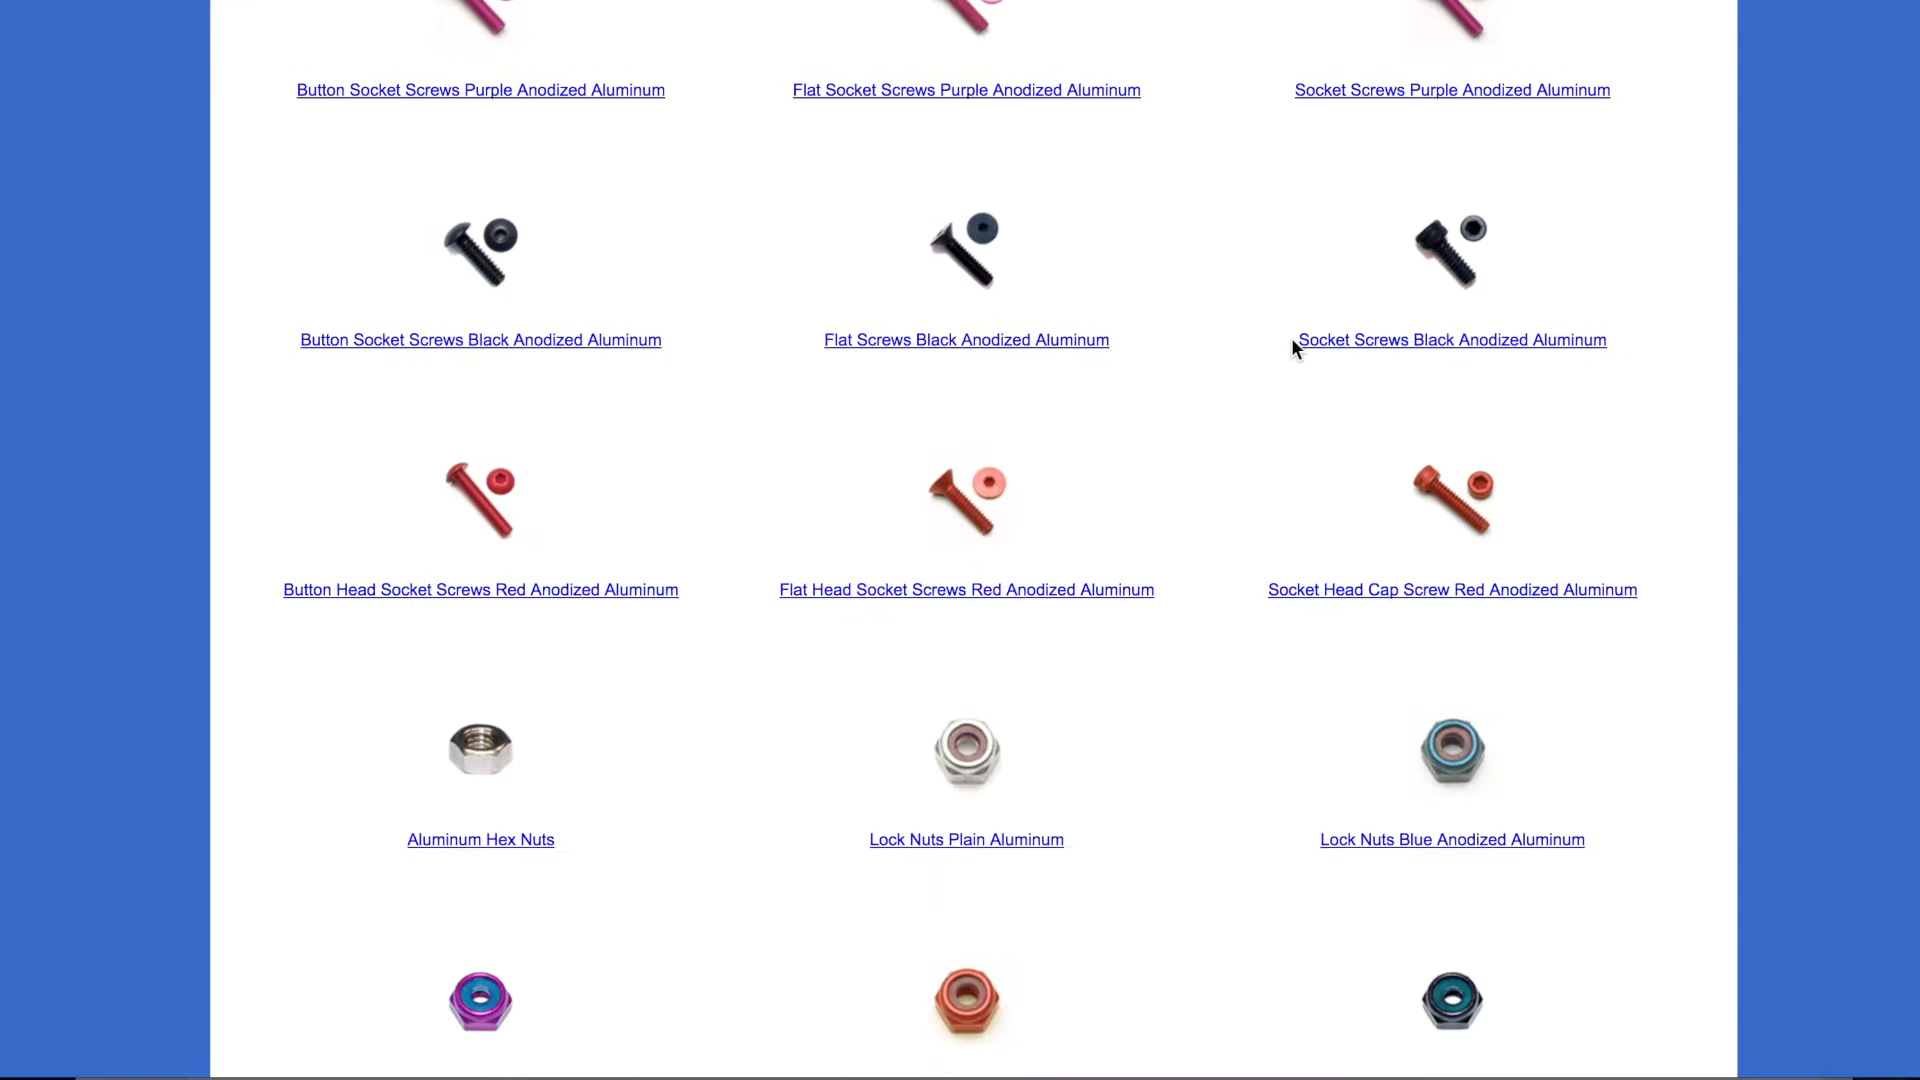 Button Socket Screws Purple Anodized Aluminum
Flat Socket Screws Purple Anodized Aluminum
Socket Screws Purple Anodized Aluminum
Button Socket Screws Black Anodized Aluminum
Flat Screws Black Anodized Aluminum
Socket Screws Black Anodized Aluminum
Button Head Socket Screws Red Anodized Aluminum
Flat Head Socket Screws Red Anodized Aluminum
Socket Head Cap Screw Red Anodized Aluminum
Aluminum Hex Nuts
Lock Nuts Plain Aluminum
Lock Nuts Blue Anodized Aluminum